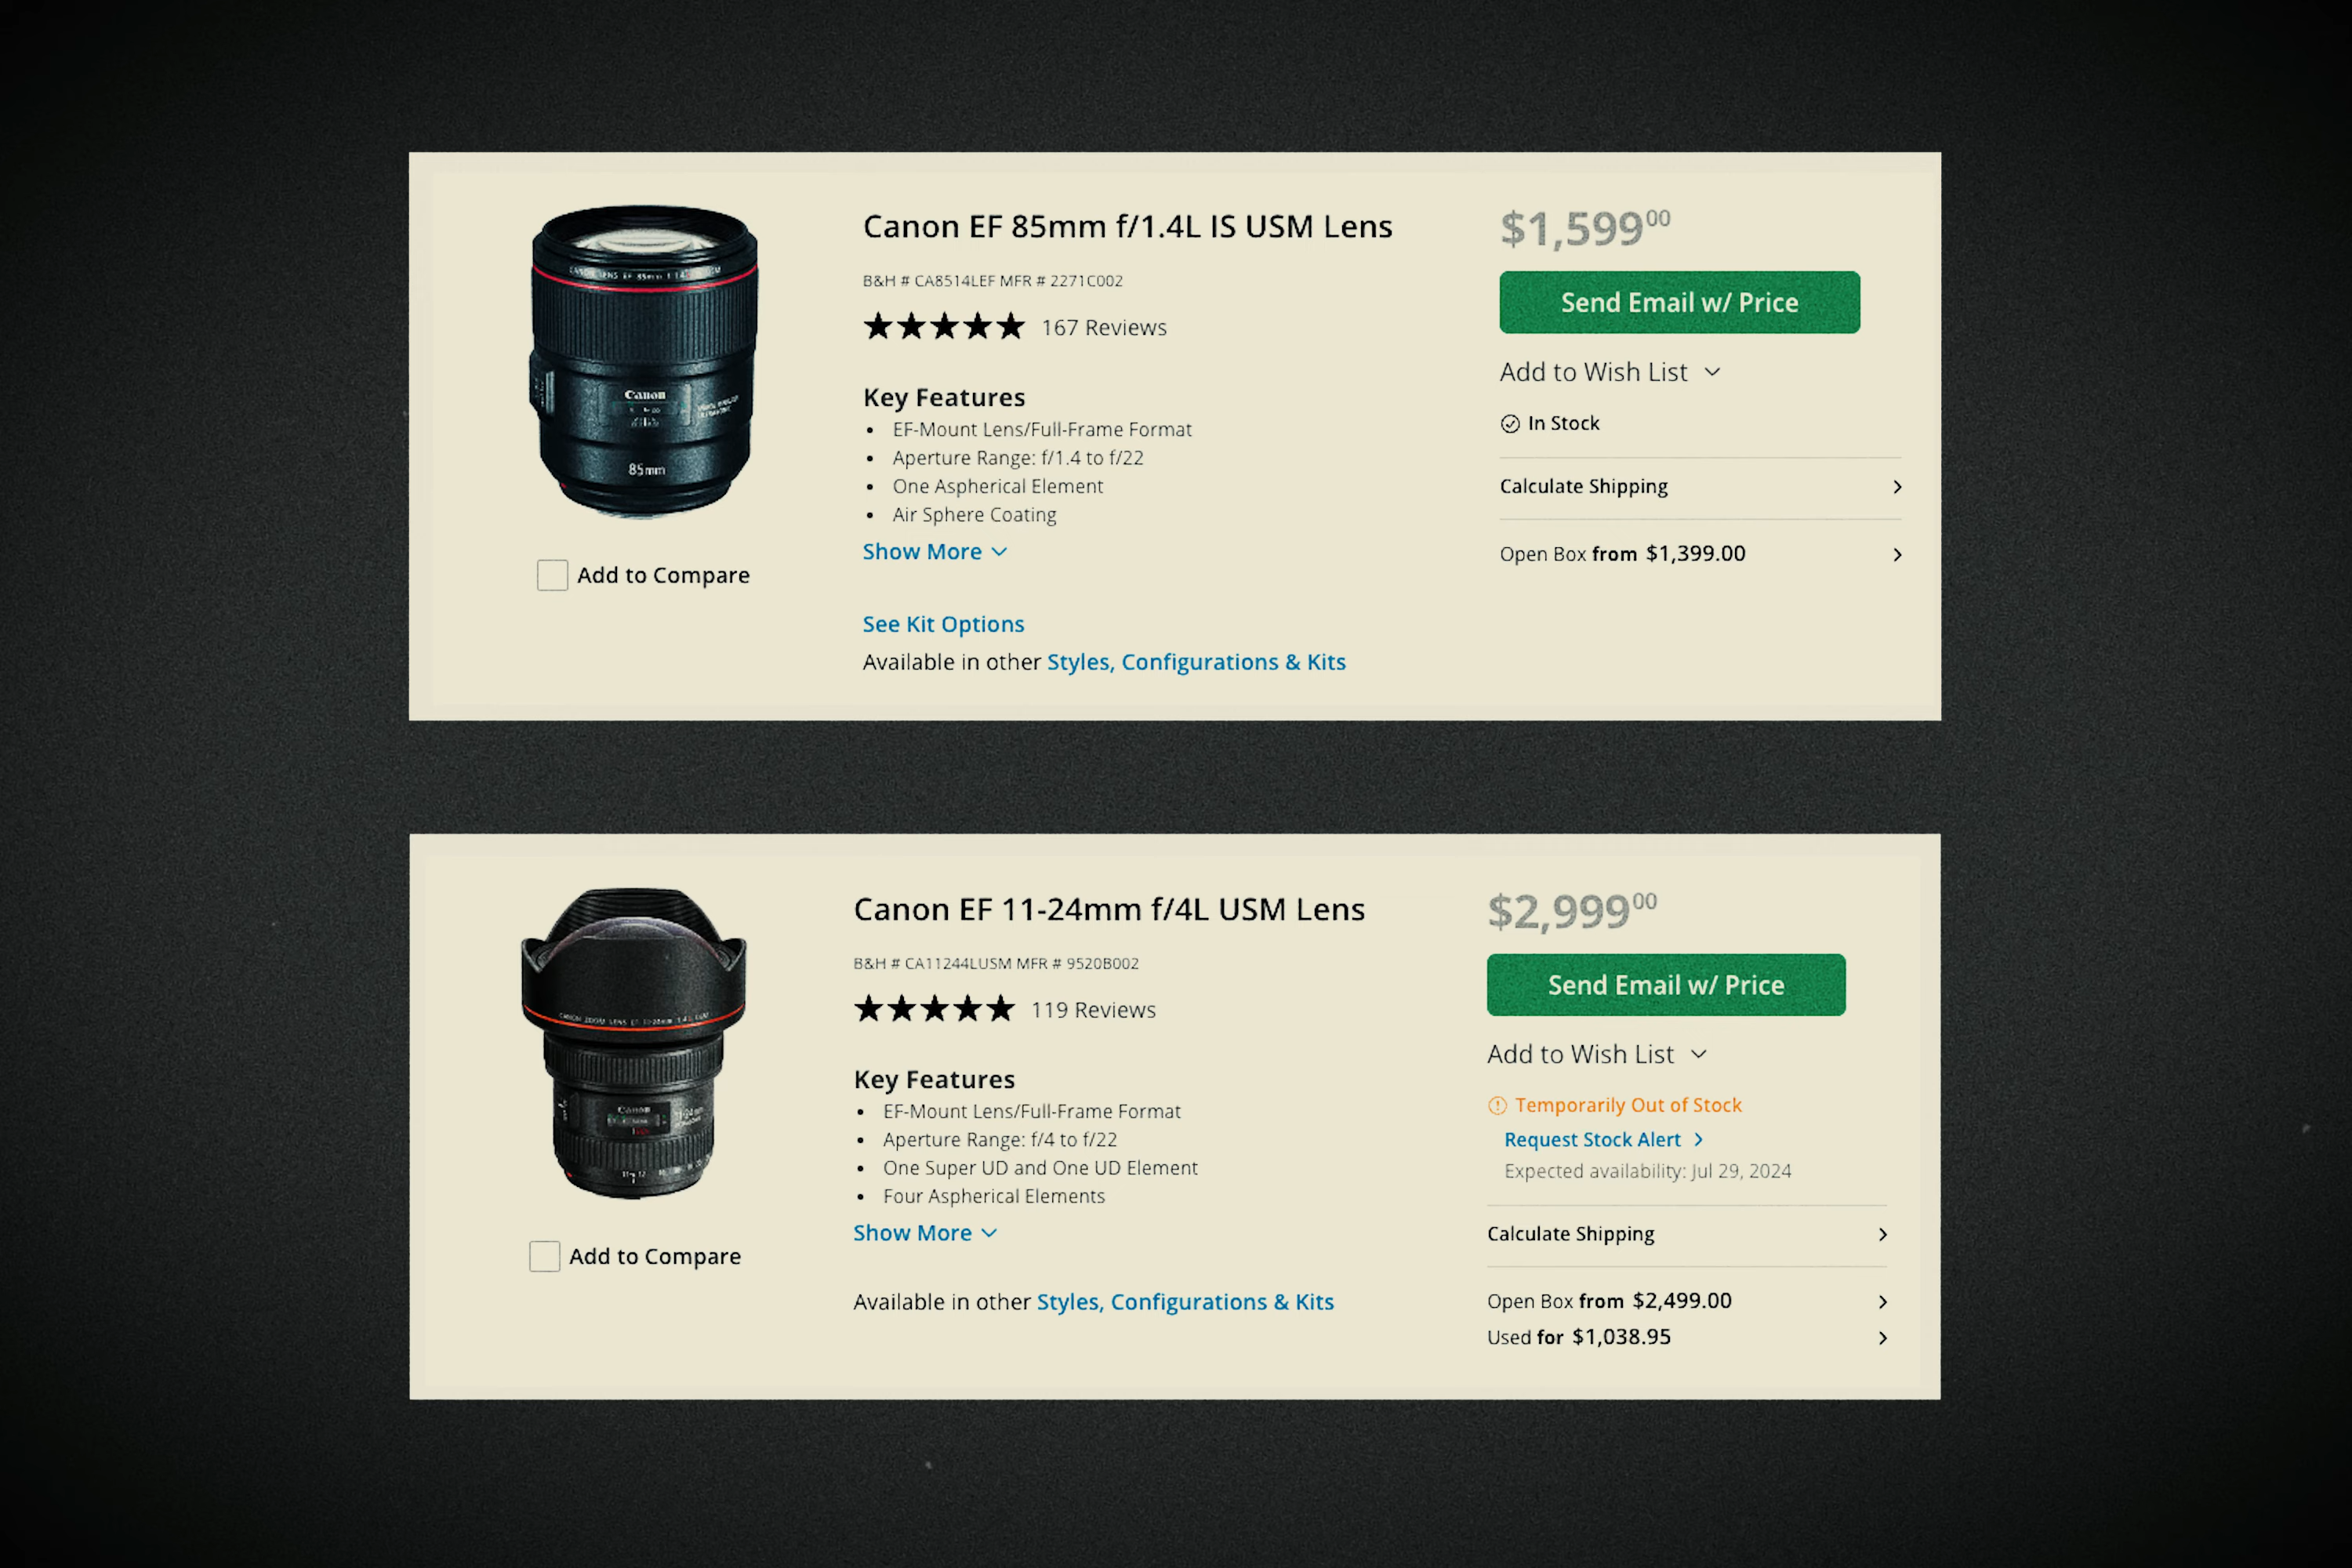 Canon EF 85mm f/1.4L IS USM Lens
B&H # CA8514LEF MFR # 2271C002
167 Reviews
Key Features
• EF-Mount Lens/Full-Frame Format
• Aperture Range: f/1.4 to f/22
• One Aspherical Element
• Air Sphere Coating
Show More
See Kit Options
Available in other Styles, Configurations & Kits
Canon
85mm
Add to Compare
$1,59900
Send Email w/ Price
Add to Wish List
In Stock
Calculate Shipping
Open Box from $1,399.00
Canon EF 11-24mm f/4L USM Lens
B&H # CA11244LUSM MFR # 9520B002
119 Reviews
Key Features
• EF-Mount Lens/Full-Frame Format
• Aperture Range: f/4 to f/22
• One Super UD and One UD Element
• Four Aspherical Elements
Show More
Available in other Styles, Configurations & Kits
Canon
Add to Compare
$2,99900
Send Email w/ Price
Add to Wish List
Temporarily Out of Stock
Request Stock Alert
Expected availability: Jul 29, 2024
Calculate Shipping
Open Box from $2,499.00
Used for $1,038.95